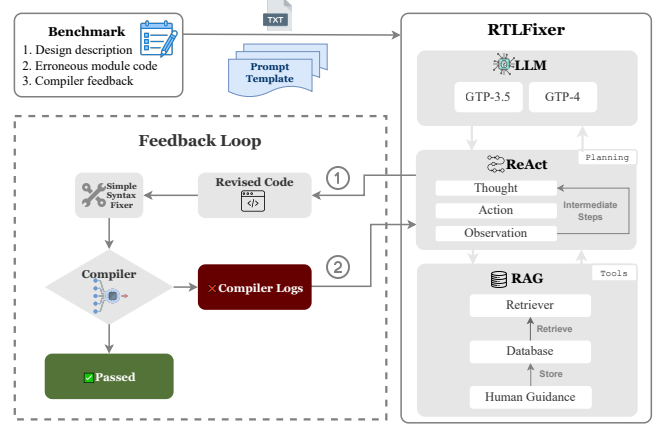 Benchmark
1. Design description
2. Erroneous module code
3. Compiler feedback
TXT
Prompt
Template
RTLFixer
LLM
GTP-3.5
GTP-4
Planning
ReAct
Thought
Action
Observation
Intermediate
Steps
Tools
RAG
Retriever
Retrieve
Database
Store
Human Guidance
Feedback Loop
1
Revised Code
</>
Simple
Syntax
Fixer
Compiler
2
Compiler Logs
Passed